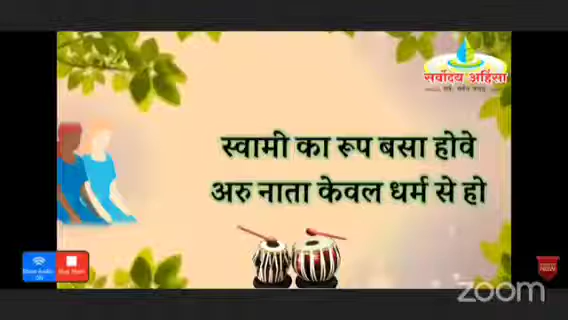 सर्वोदय अहिंसा
स्वामी का रूप बसा होवे
अरु नाता केवल धर्म से हो
zoom